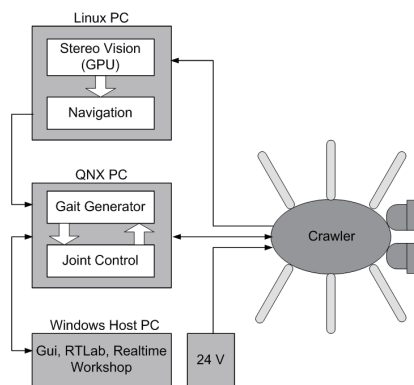 Linux PC
Stereo Vision
(GPU)
Navigation
QNX PC
Gait Generator
Joint Control
Crawler
Windows Host PC
Gui, RTLab, Realtime
Workshop
24 V